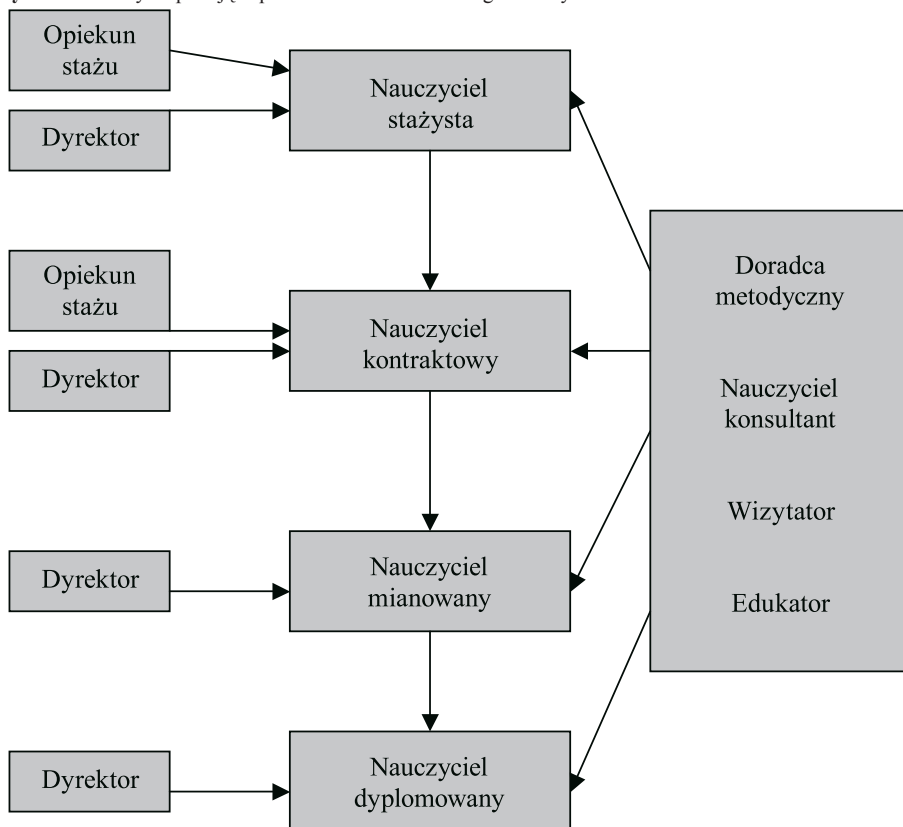 Opiekun
stażu
Nauczyciel
stażysta
Dyrektor
Opiekun
stażu
Doradca
metodyczny
Nauczyciel
kontraktowy
Dyrektor
Nauczyciel
konsultant
Wizytator
Dyrektor
Nauczyciel
mianowany
Edukator
Dyrektor
Nauczyciel
dyplomowany